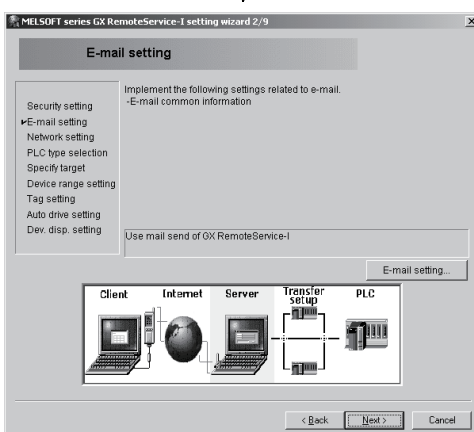 MELSOFT series GX RemoteService-I setting wizard 2/9
E-mail setting
Security setting
E-mail setting
Network setting
PLC type selection
Specify target
Device range setting
Tag setting
Auto drive setting
Dev. disp. setting
Implement the following settings related to e-mail.
-E-mail common information
Use mail send of GX RemoteService-I
E-mail setting...
Client Internet Server Transfer setup PLC
< Back Next > Cancel